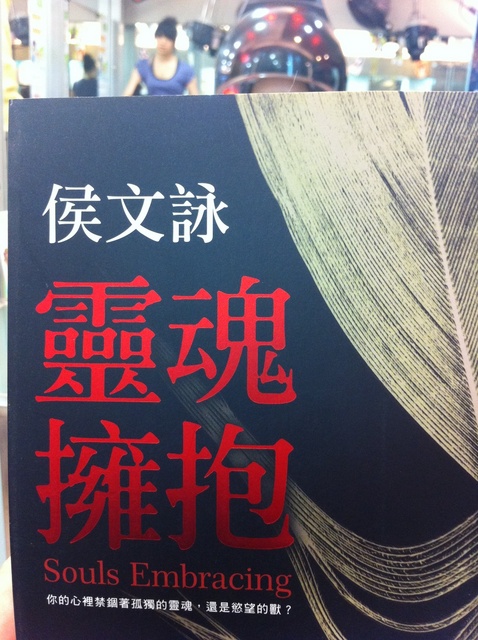 侯文詠
靈魂
擁抱
Souls Embracing
你的心裡禁錮著孤獨的靈魂，還是慾望的獸？